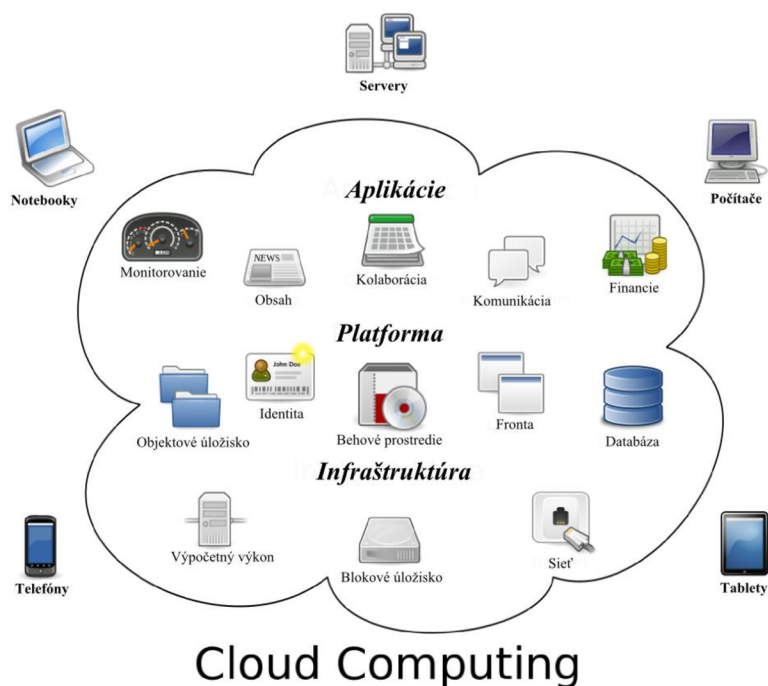 Servery
Notebooky
Počítače
Aplikácie
Monitorovanie
NEWS
Obsah
Kolaborácia
Komunikácia
Financie
Platforma
John Doe
Objektové úložisko
Identita
Behové prostredie
Fronta
Databáza
Infraštruktúra
Výpočetný výkon
Blokové úložisko
Sieť
Telefóny
Tablety
Cloud Computing